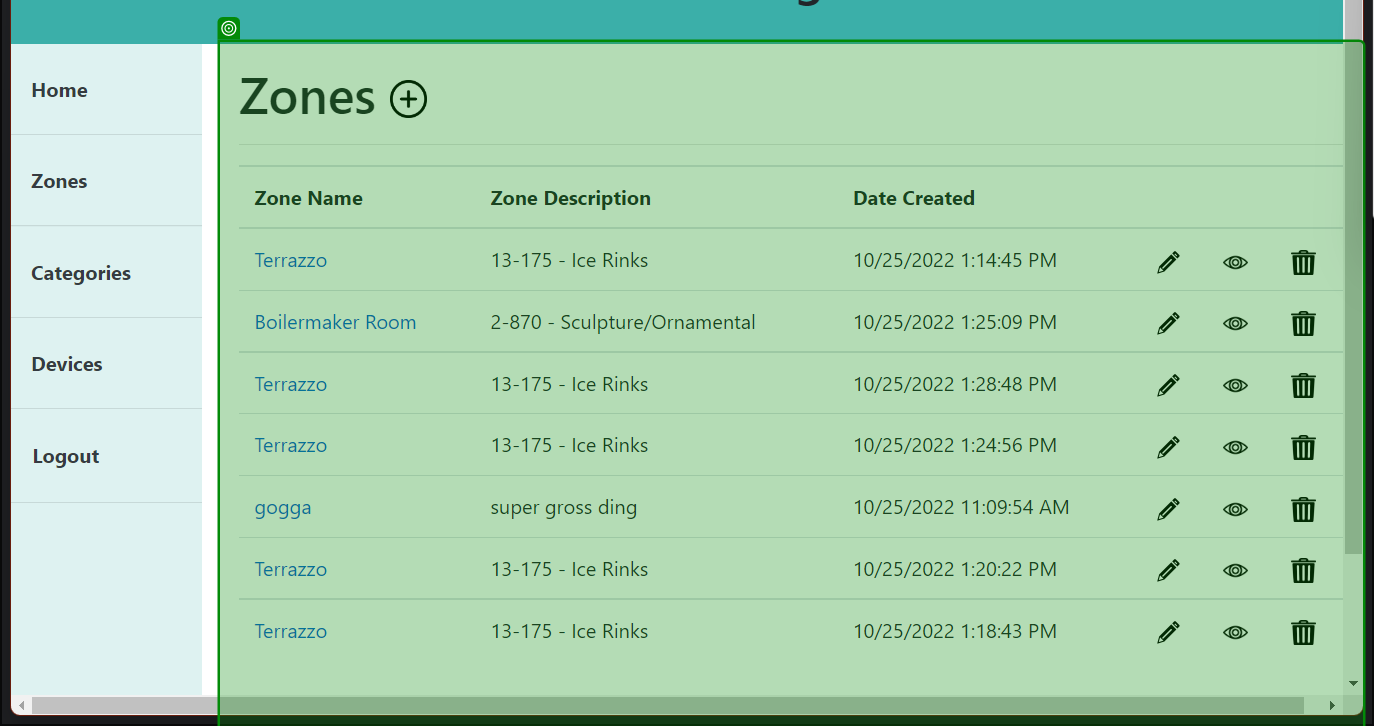 Home
Zones
Categories
Devices
Logout
Zones
Zone Name Zone Description Date Created
Terrazzo 13-175 - Ice Rinks 10/25/2022 1:14:45 PM
Boilermaker Room 2-870 - Sculpture/Ornamental 10/25/2022 1:25:09 PM
Terrazzo 13-175 - Ice Rinks 10/25/2022 1:28:48 PM
Terrazzo 13-175 - Ice Rinks 10/25/2022 1:24:56 PM
gogga super gross ding 10/25/2022 11:09:54 AM
Terrazzo 13-175 - Ice Rinks 10/25/2022 1:20:22 PM
Terrazzo 13-175 - Ice Rinks 10/25/2022 1:18:43 PM